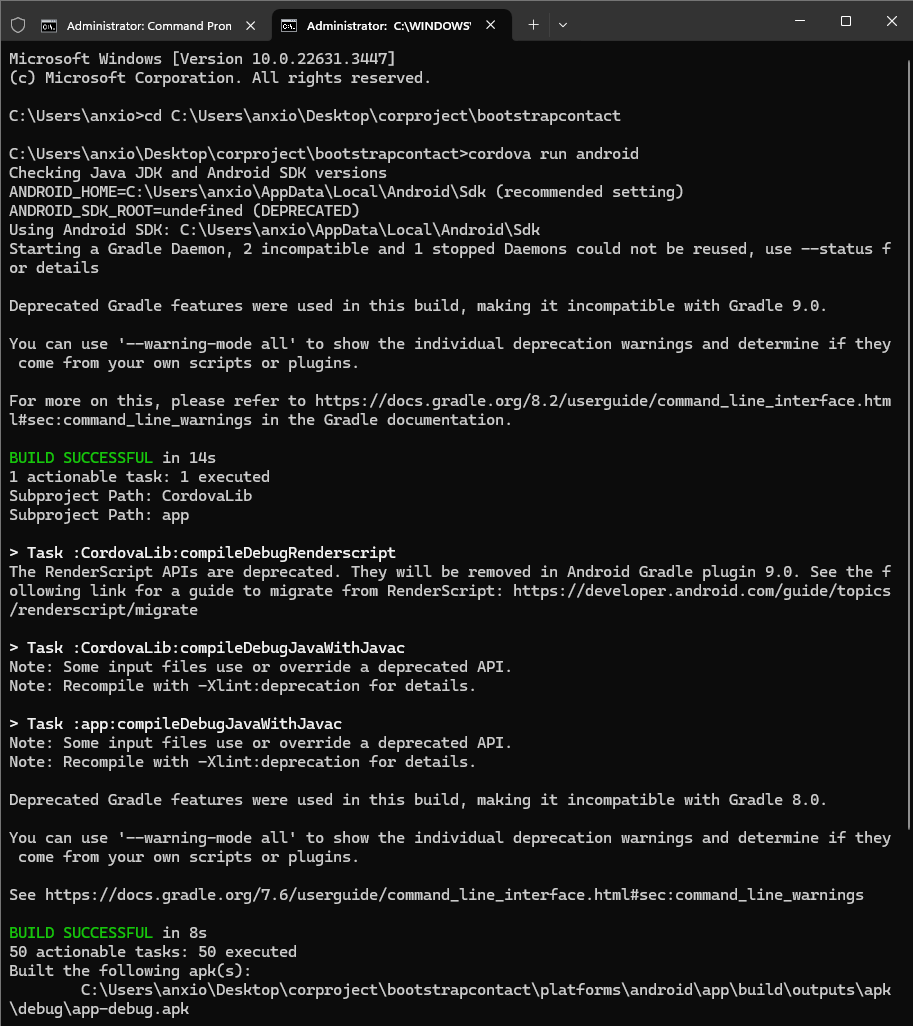 Administrator: Command Pron
Administrator: C:\WINDOWS\
Microsoft Windows [Version 10.0.22631.3447]
(c) Microsoft Corporation. All rights reserved.
C:\Users\anxio>cd C:\Users\anxio\Desktop\corproject\bootstrapcontact
C:\Users\anxio\Desktop\corproject\bootstrapcontact>cordova run android
Checking Java JDK and Android SDK versions
ANDROID_HOME=C:\Users\anxio\AppData\Local\Android\Sdk (recommended setting)
ANDROID_SDK_ROOT=undefined (DEPRECATED)
Using Android SDK: C:\Users\anxio\AppData\Local\Android\Sdk
Starting a Gradle Daemon, 2 incompatible and 1 stopped Daemons could not be reused, use --status f
or details
Deprecated Gradle features were used in this build, making it incompatible with Gradle 9.0.
You can use '--warning-mode all' to show the individual deprecation warnings and determine if they
 come from your own scripts or plugins.
For more on this, please refer to https://docs.gradle.org/8.2/userguide/command_line_interface.htm
l#sec:command_line_warnings in the Gradle documentation.
BUILD SUCCESSFUL in 14s
1 actionable task: 1 executed
Subproject Path: CordovaLib
Subproject Path: app
> Task :CordovaLib:compileDebugRenderscript
The RenderScript APIs are deprecated. They will be removed in Android Gradle plugin 9.0. See the f
ollowing link for a guide to migrate from RenderScript: https://developer.android.com/guide/topics
/renderscript/migrate
> Task :CordovaLib:compileDebugJavaWithJavac
Note: Some input files use or override a deprecated API.
Note: Recompile with -Xlint:deprecation for details.
> Task :app:compileDebugJavaWithJavac
Note: Some input files use or override a deprecated API.
Note: Recompile with -Xlint:deprecation for details.
Deprecated Gradle features were used in this build, making it incompatible with Gradle 8.0.
You can use '--warning-mode all' to show the individual deprecation warnings and determine if they
 come from your own scripts or plugins.
See https://docs.gradle.org/7.6/userguide/command_line_interface.html#sec:command_line_warnings
BUILD SUCCESSFUL in 8s
50 actionable tasks: 50 executed
Built the following apk(s):
        C:\Users\anxio\Desktop\corproject\bootstrapcontact\platforms\android\app\build\outputs\apk
\debug\app-debug.apk